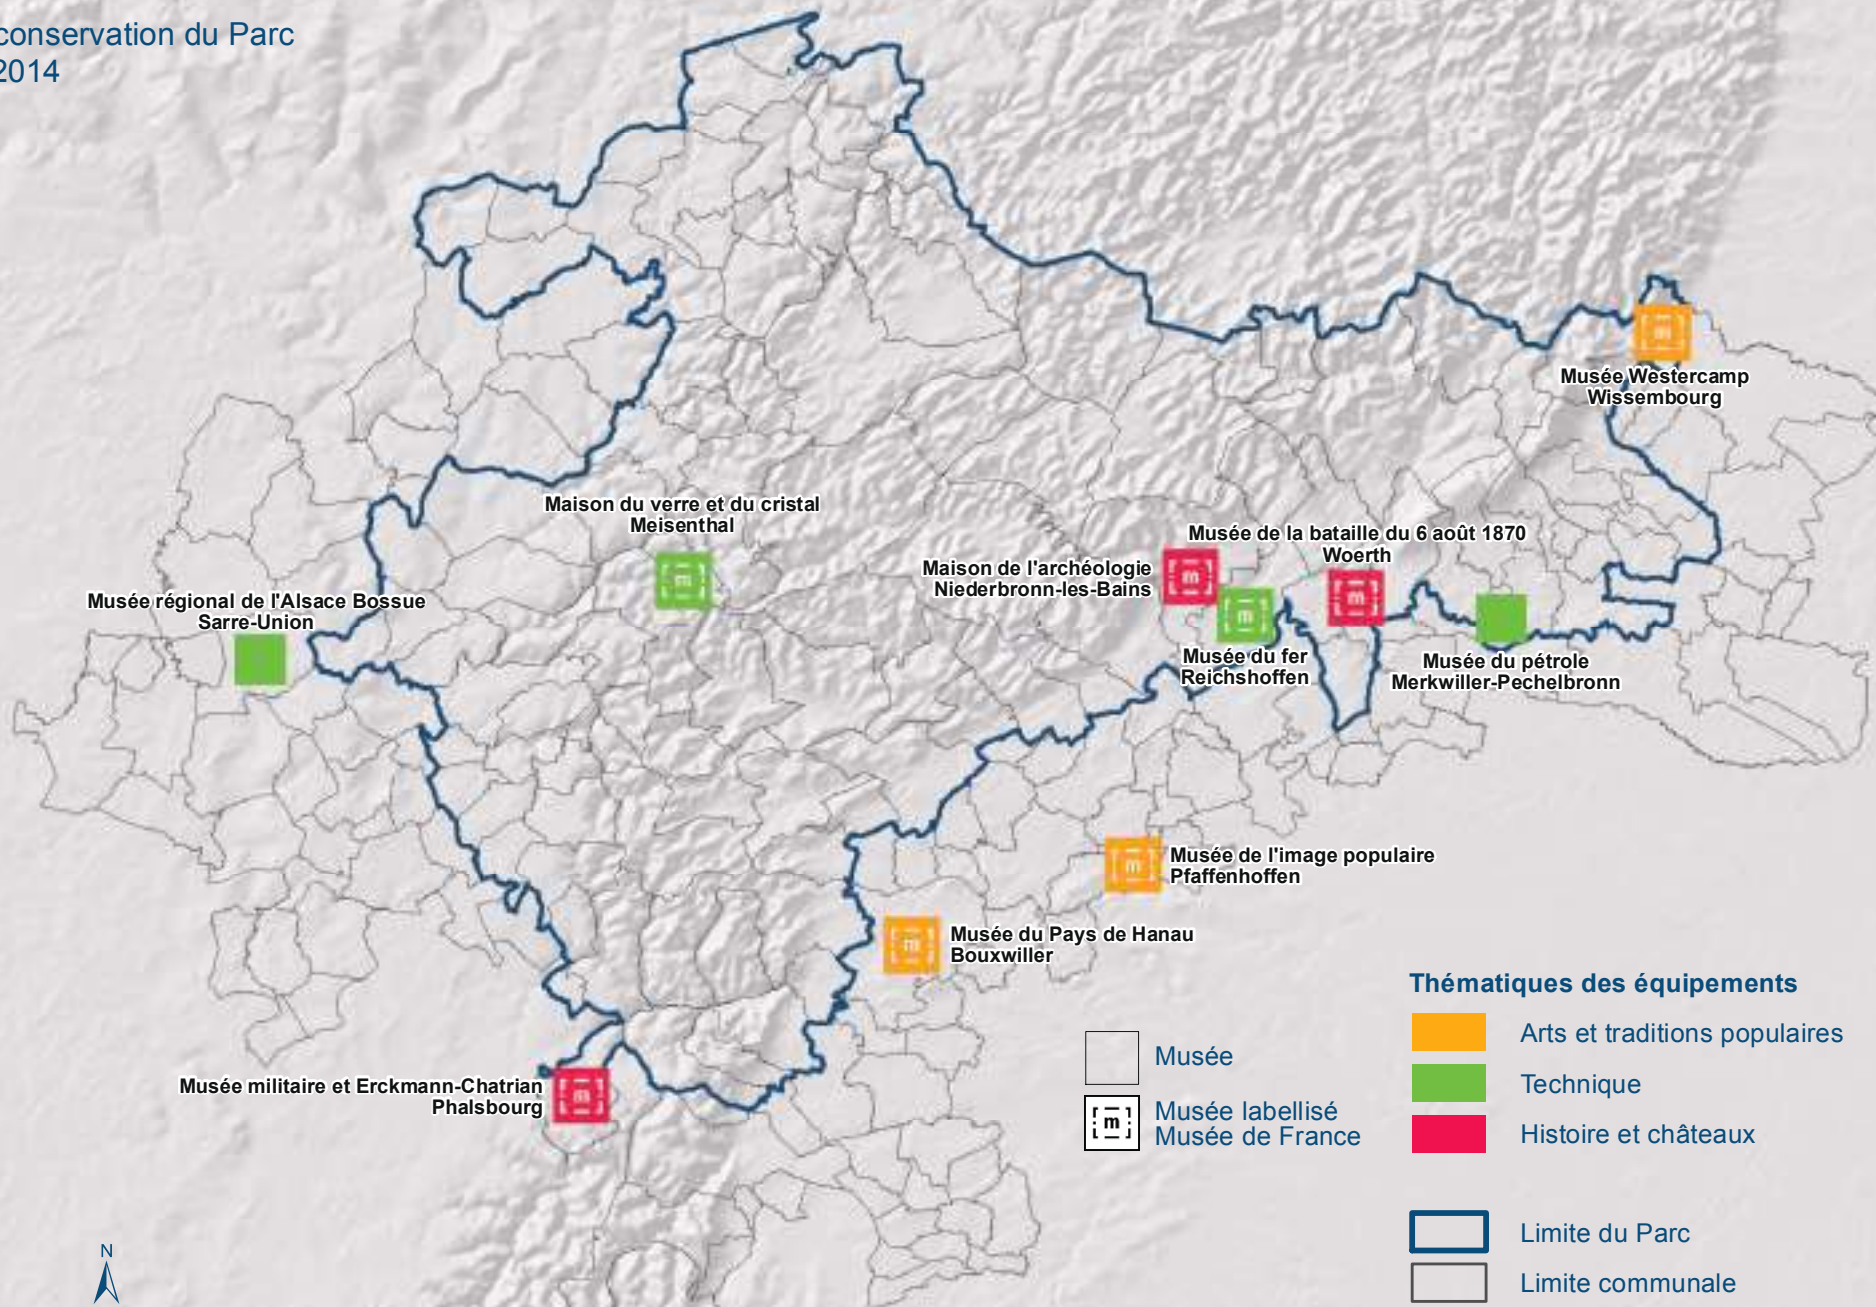 conservation du Parc
2014
Musée Westercamp
Wissembourg
Maison du verre et du cristal
Meisenthal
Musée de la bataille du 6 août 1870
Woerth
Maison de l'archéologie
Niederbronn-les-Bains
Musée régional de l'Alsace Bossue
Sarre-Union
Musée du fer
Reichshoffen
Musée du pétrole
Merkwiller-Pechelbronn
Musée de l'image populaire
Pfaffenhoffen
Musée du Pays de Hanau
Bouxwiller
Musée militaire et Erckmann-Chatrian
Phalsbourg
Musée
m
Musée labellisé
Musée de France
Thématiques des équipements
Arts et traditions populaires
Technique
Histoire et châteaux
Limite du Parc
Limite communale
N